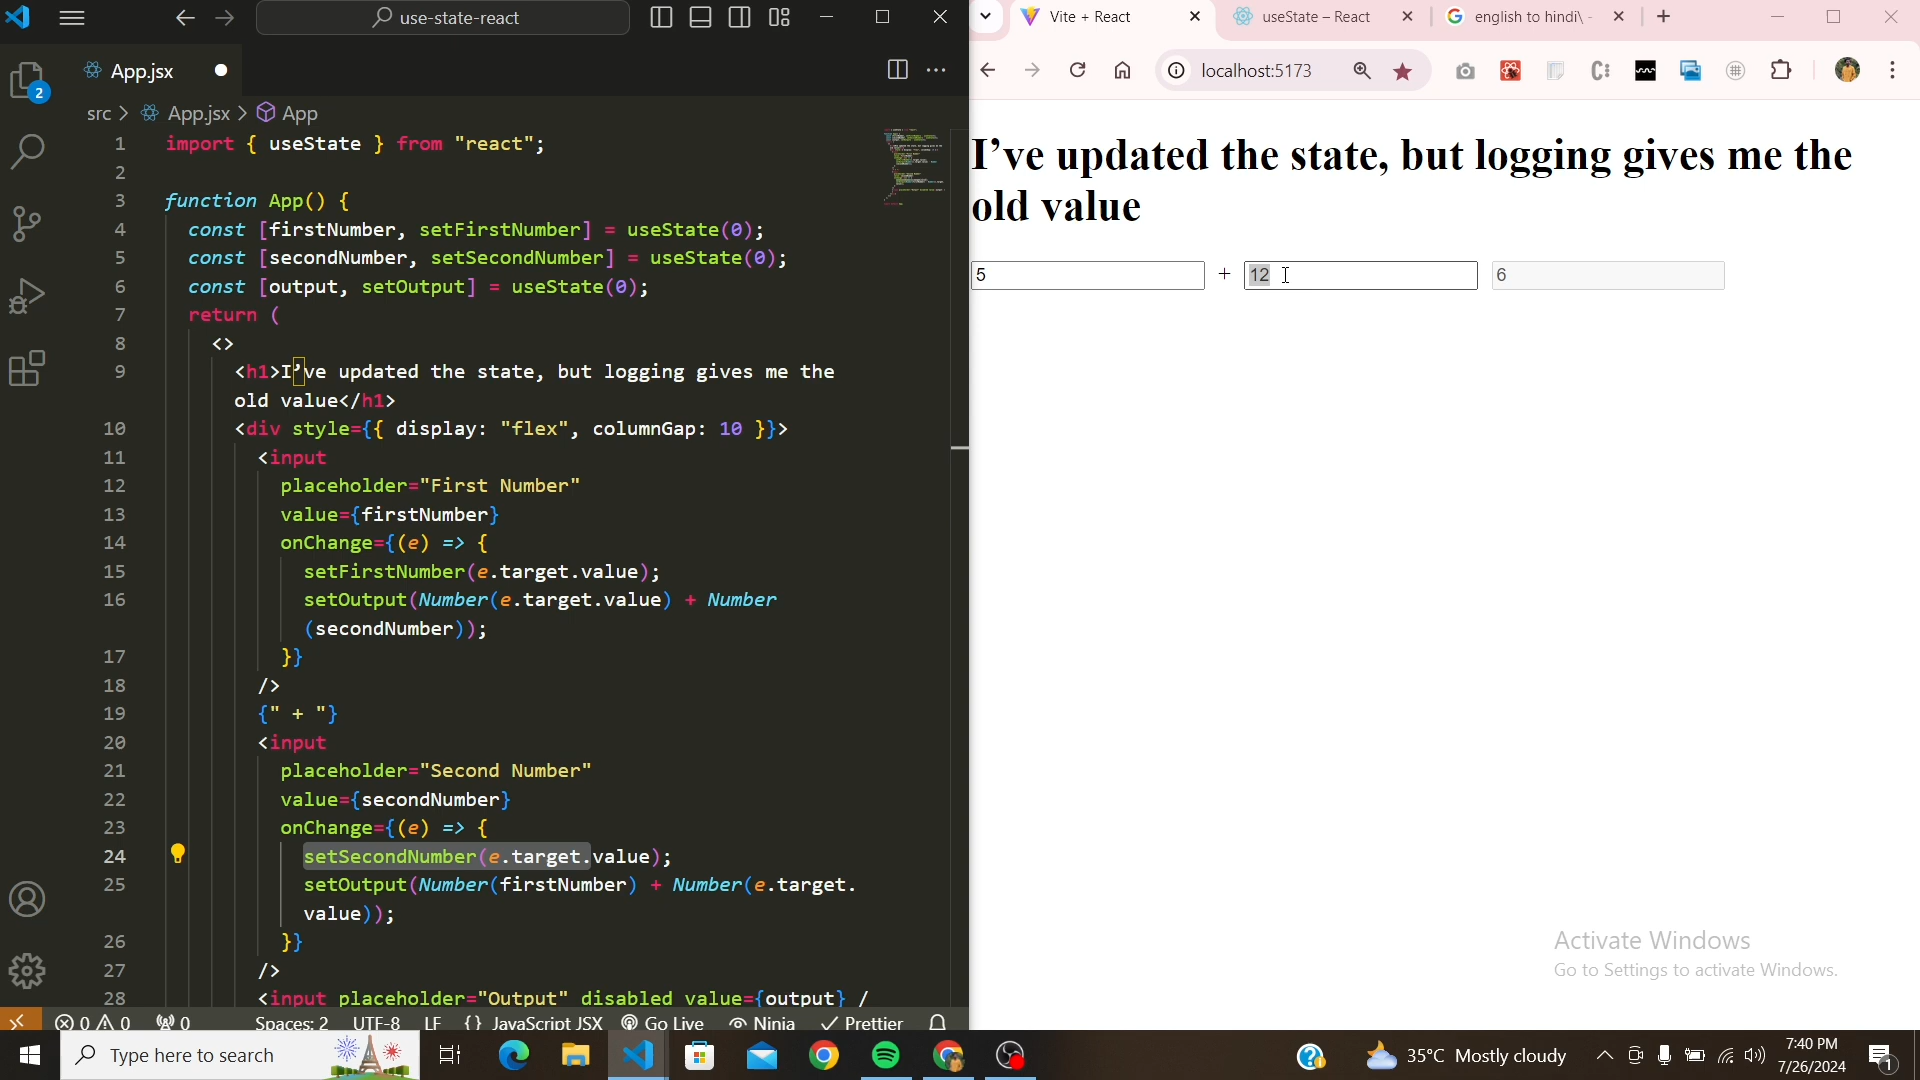 use-state-react
App.jsx
src > App.jsx > App
2
1 import { useState } from "react";
2
3 function App() {
4 const [firstNumber, setFirstNumber] = useState(0);
5 const [secondNumber, setSecondNumber] = useState(0);
6 const [output, setOutput] = useState(0);
7 return (
8 <>
9 <h1>I’ve updated the state, but logging gives me the
old value</h1>
10 <div style={{ display: "flex", columnGap: 10 }}>
11 <input
12 placeholder="First Number"
13 value={firstNumber}
14 onChange={(e) => {
15 setFirstNumber(e.target.value);
16 setOutput(Number(e.target.value) + Number
(secondNumber));
17 }}
18 />
19 {" + "}
20 <input
21 placeholder="Second Number"
22 value={secondNumber}
23 onChange={(e) => {
24 setSecondNumber(e.target.value);
25 setOutput(Number(firstNumber) + Number(e.target.
value));
26 }}
27 />
28 <input placeholder="Output" disabled value={output} /
0 0 0 Spaces: 2 UTF-8 LF {} JavaScript JSX Go Live Ninja Prettier
Vite + React
useState – React
english to hindi\ -
localhost:5173
I’ve updated the state, but logging gives me the
old value
5 + 12 6
Activate Windows
Go to Settings to activate Windows.
Type here to search
35°C Mostly cloudy
7:40 PM
7/26/2024
1